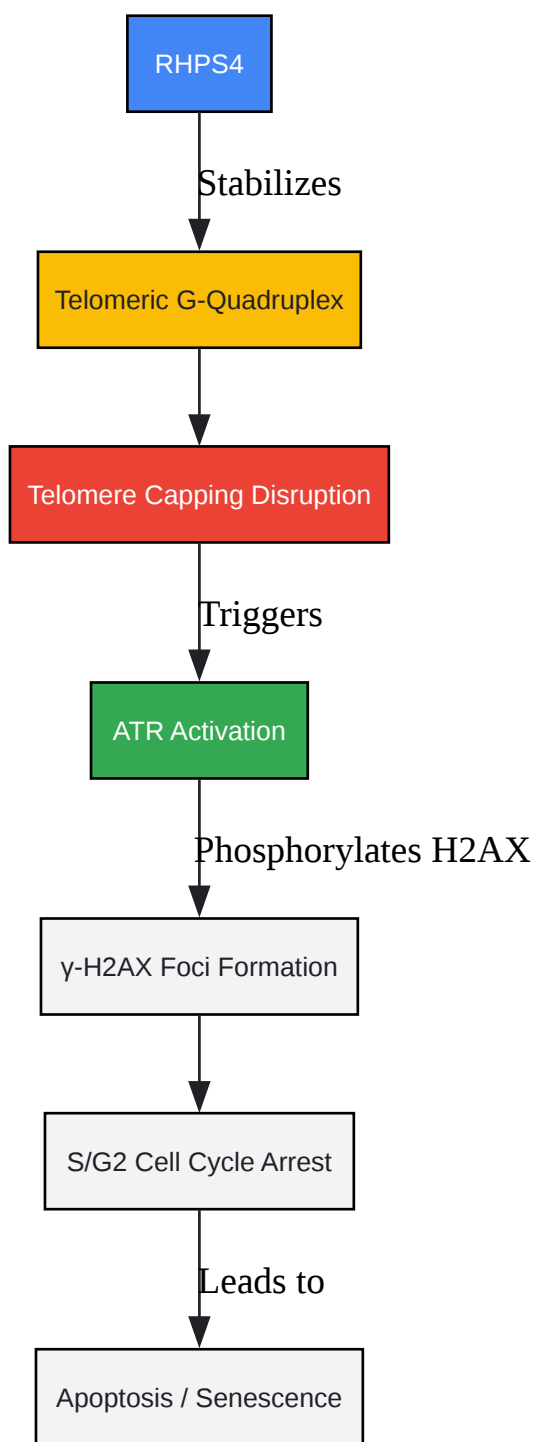 RHPS4
Stabilizes
Telomeric G-Quadruplex
Telomere Capping Disruption
Triggers
ATR Activation
Phosphorylates H2AX
γ-H2AX Foci Formation
S/G2 Cell Cycle Arrest
Leads to
Apoptosis / Senescence